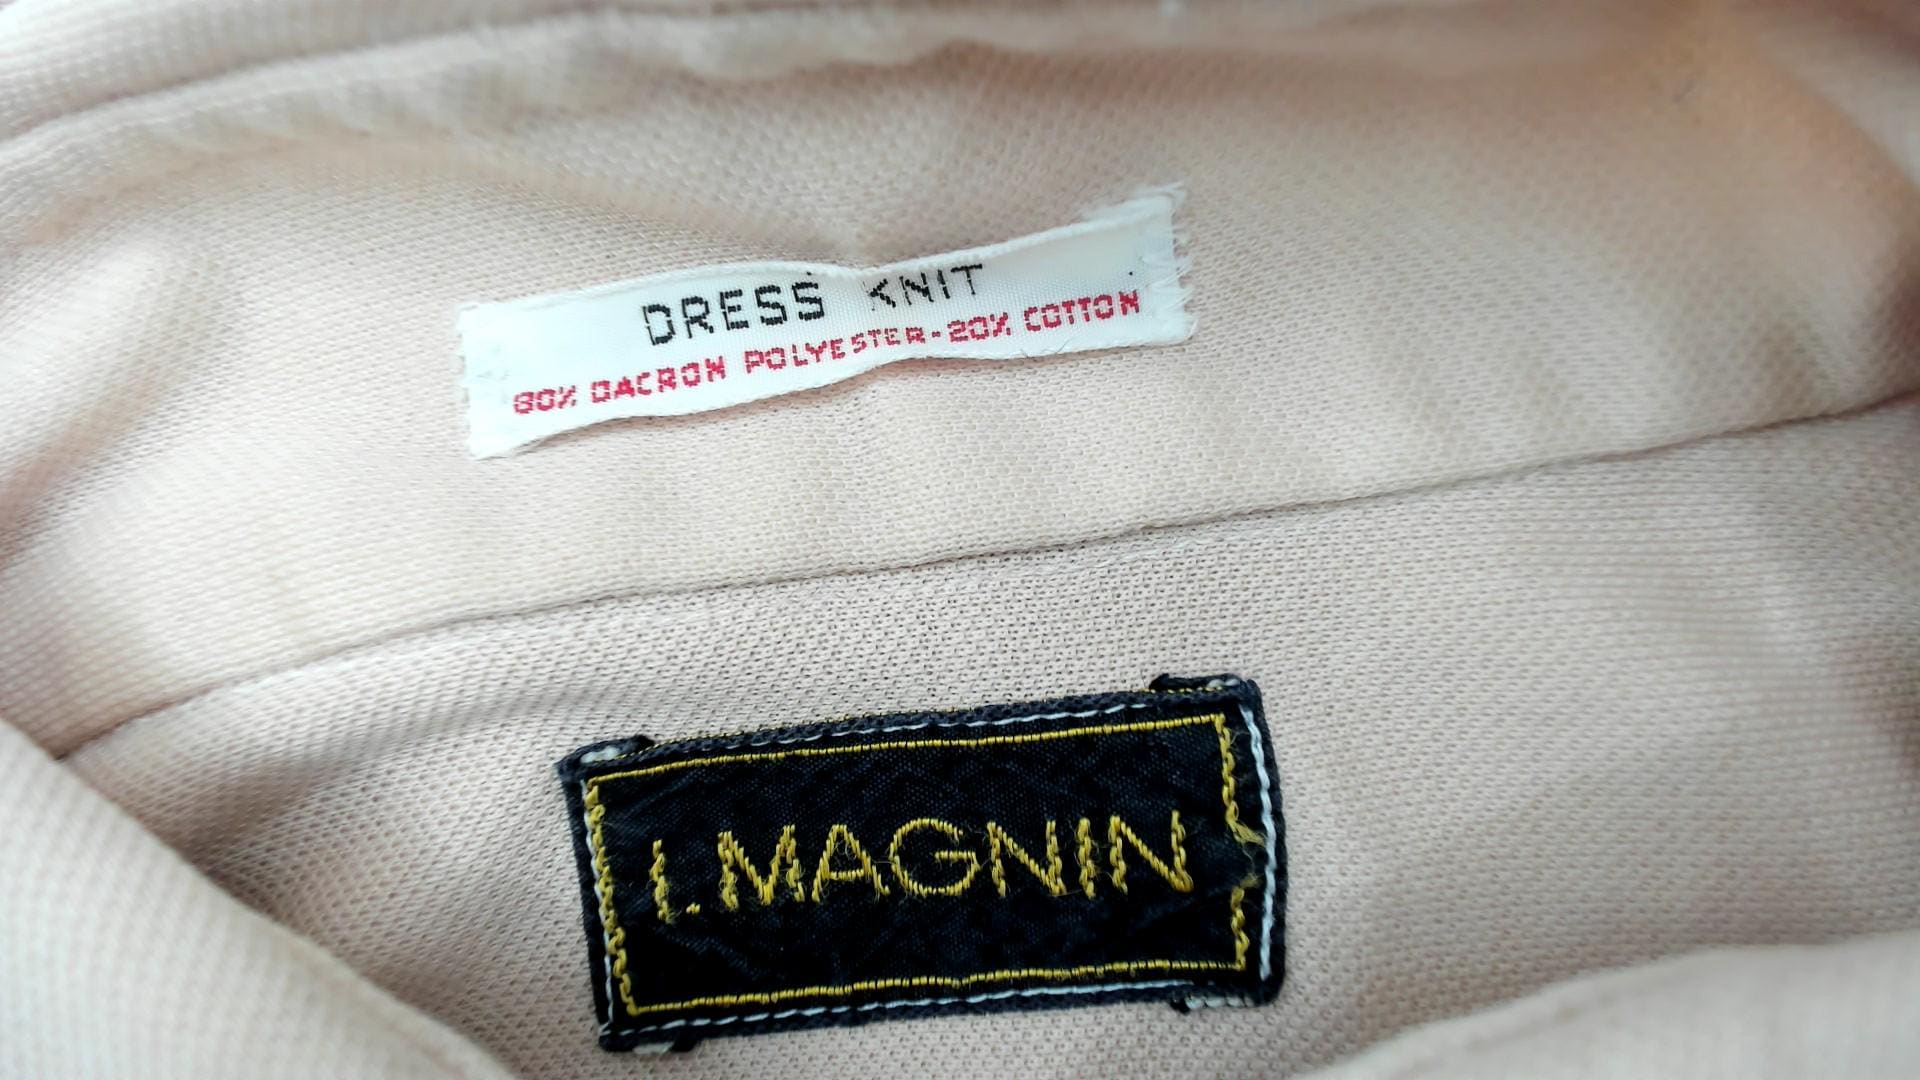 DRESS KNIT
80% DACRON POLYESTER-20% COTTON
I. MAGNIN